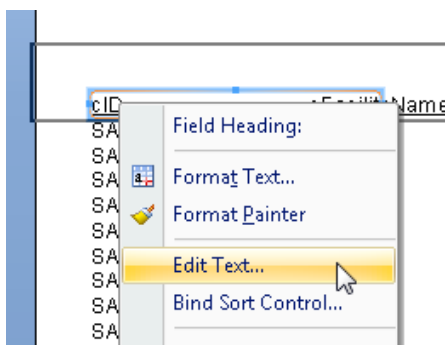 cID FacilityName
SA
SA
SA
SA
SA
SA
SA
SA
SA
Field Heading:
Format Text...
Format Painter
Edit Text...
Bind Sort Control...